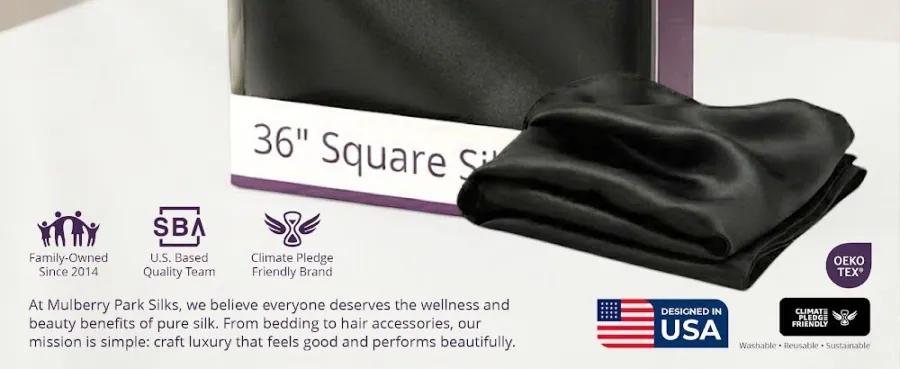 36" Square
SBA
Family-Owned
Since 2014
U.S. Based
Quality Team
Climate Pledge
Friendly Brand
At Mulberry Park Silks, we believe everyone deserves the wellness and
beauty benefits of pure silk. From bedding to hair accessories, our
mission is simple: craft luxury that feels good and performs beautifully.
OEKO
TEX®
DESIGNED IN
USA
CLIMATE
PLEDGE
FRIENDLY
Washable • Reusable • Sustainable